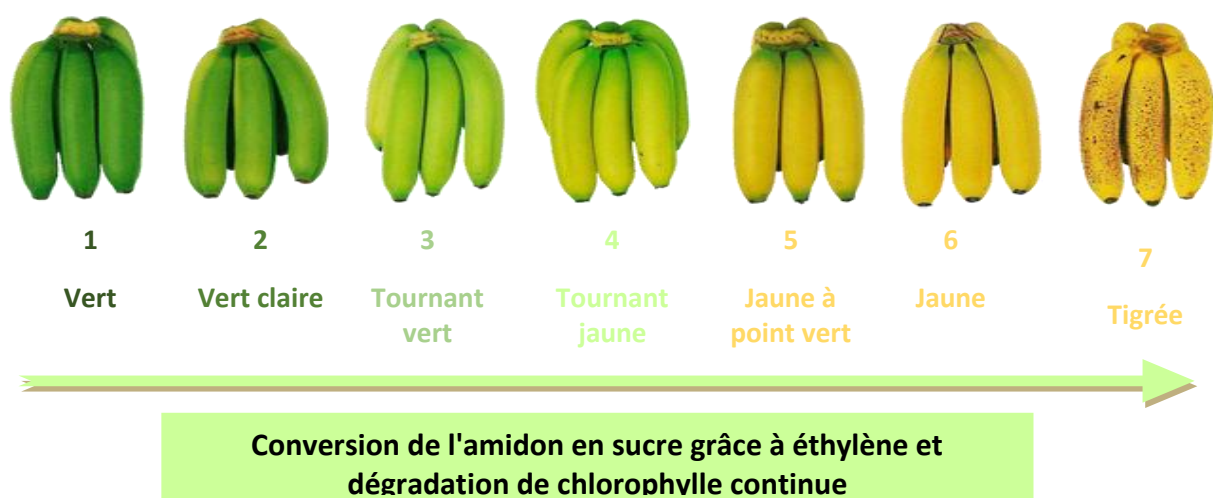 1 2 3 4 5 6 7
Vert Vert claire Tournant vert Tournant jaune Jaune à point vert Jaune Tigrée
Conversion de l'amidon en sucre grâce à éthylène et
dégradation de chlorophylle continue